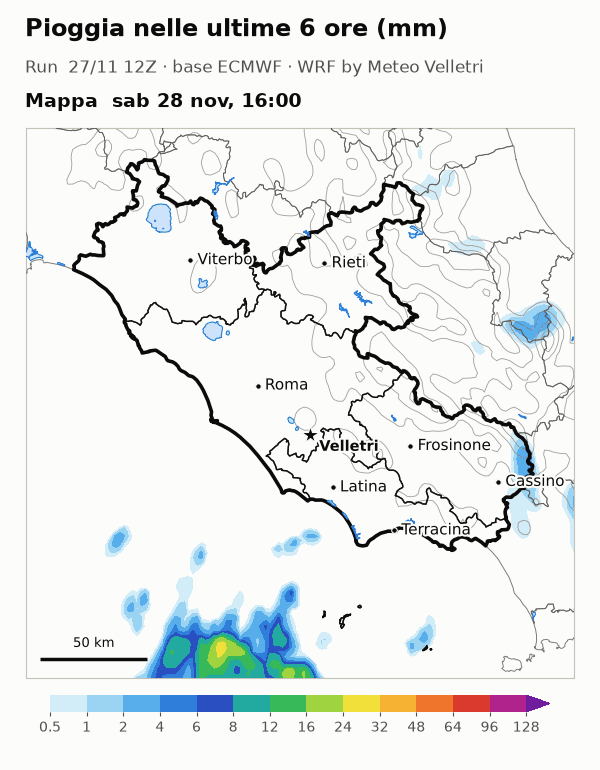 Pioggia nelle ultime 6 ore (mm)
Run 27/11 12Z · base ECMWF · WRF by Meteo Velletri
Mappa sab 28 nov, 16:00
Viterbo
Rieti
Roma
Velletri
Frosinone
Cassino
Latina
Terracina
50 km
0.5 1 2 4 6 8 12 16 24 32 48 64 96 128